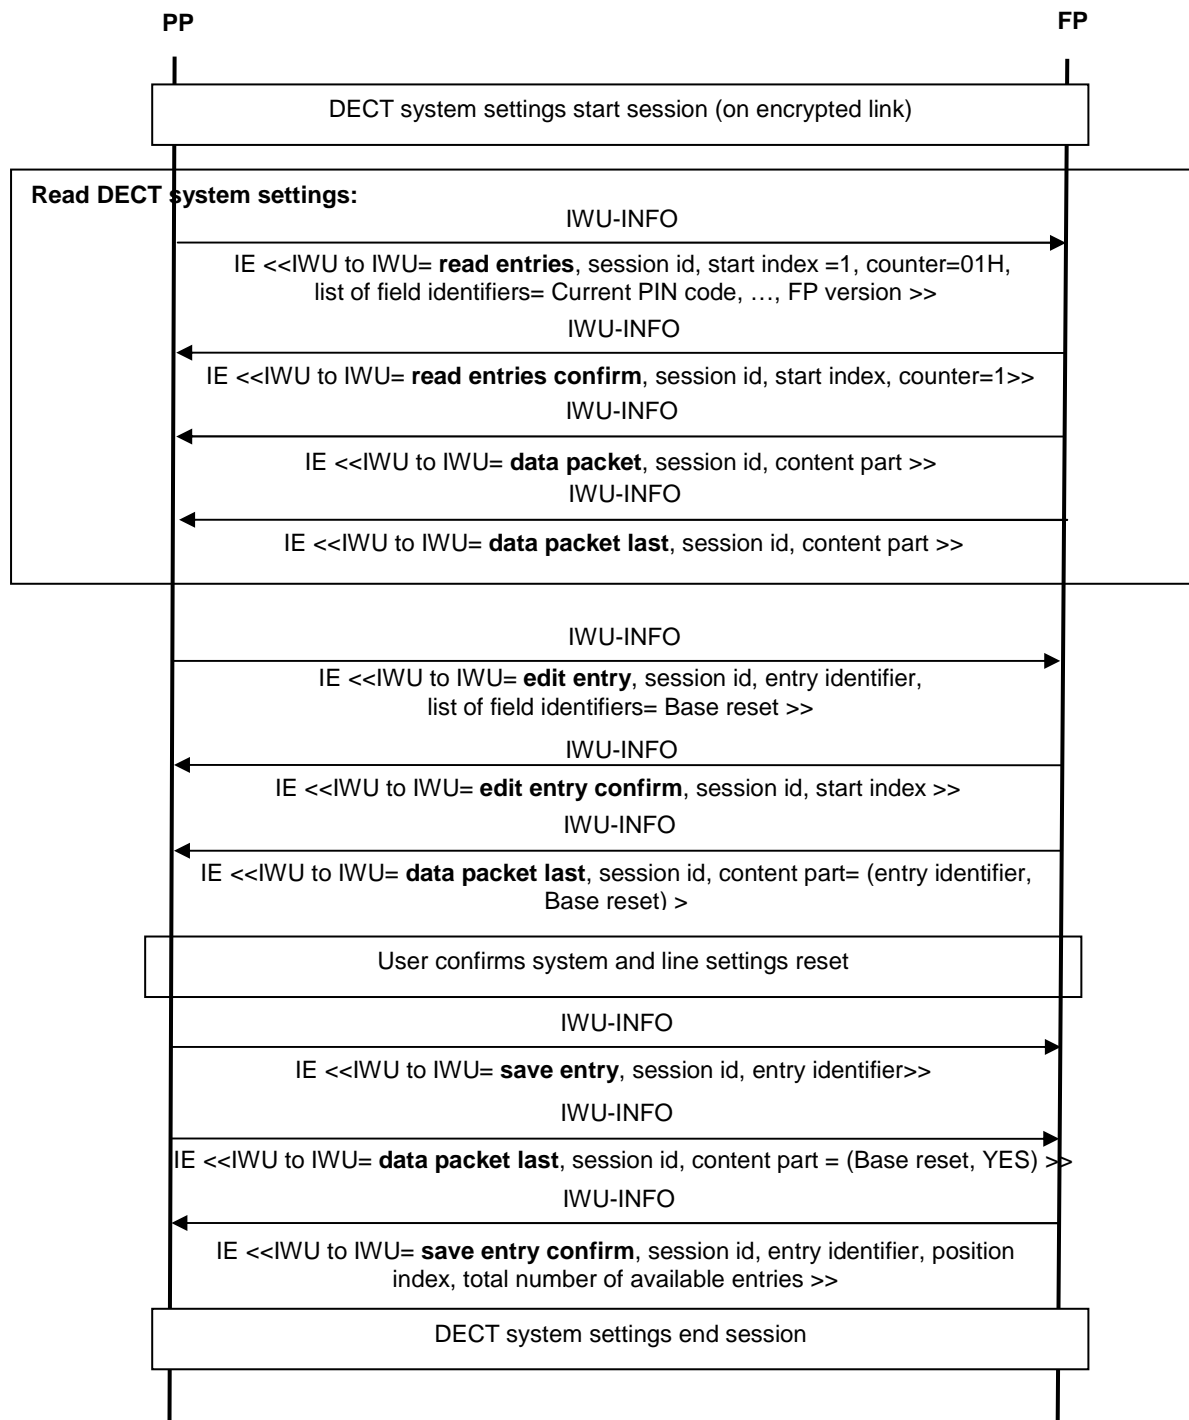 PP
FP
DECT system settings start session (on encrypted link)
Read DECT system settings:
IWU-INFO
IE <<IWU to IWU= read entries, session id, start index =1, counter=01H,
list of field identifiers= Current PIN code, …, FP version >>
IWU-INFO
IE <<IWU to IWU= read entries confirm, session id, start index, counter=1>>
IWU-INFO
IE <<IWU to IWU= data packet, session id, content part >>
IWU-INFO
IE <<IWU to IWU= data packet last, session id, content part >>
IWU-INFO
IE <<IWU to IWU= edit entry, session id, entry identifier,
list of field identifiers= Base reset >>
IWU-INFO
IE <<IWU to IWU= edit entry confirm, session id, start index >>
IWU-INFO
IE <<IWU to IWU= data packet last, session id, content part= (entry identifier,
Base reset) >
User confirms system and line settings reset
IWU-INFO
IE <<IWU to IWU= save entry, session id, entry identifier>>
IWU-INFO
IE <<IWU to IWU= data packet last, session id, content part = (Base reset, YES) >>
IWU-INFO
IE <<IWU to IWU= save entry confirm, session id, entry identifier, position
index, total number of available entries >>
DECT system settings end session